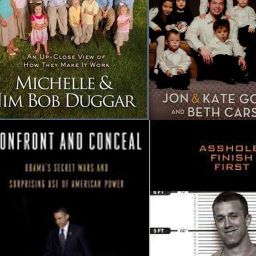 AN UP-CLOSE VIEW OF
HOW THEY MAKE IT WORK
MICHELLE &
JIM BOB DUGGAR
JON & KATE GO
AND BETH CARS
ONFRONT AND CONCEAL
OBAMA'S SECRET WARS AND
SURPRISING USE OF AMERICAN POWER
ASSHOLE
FINISH
FIRST